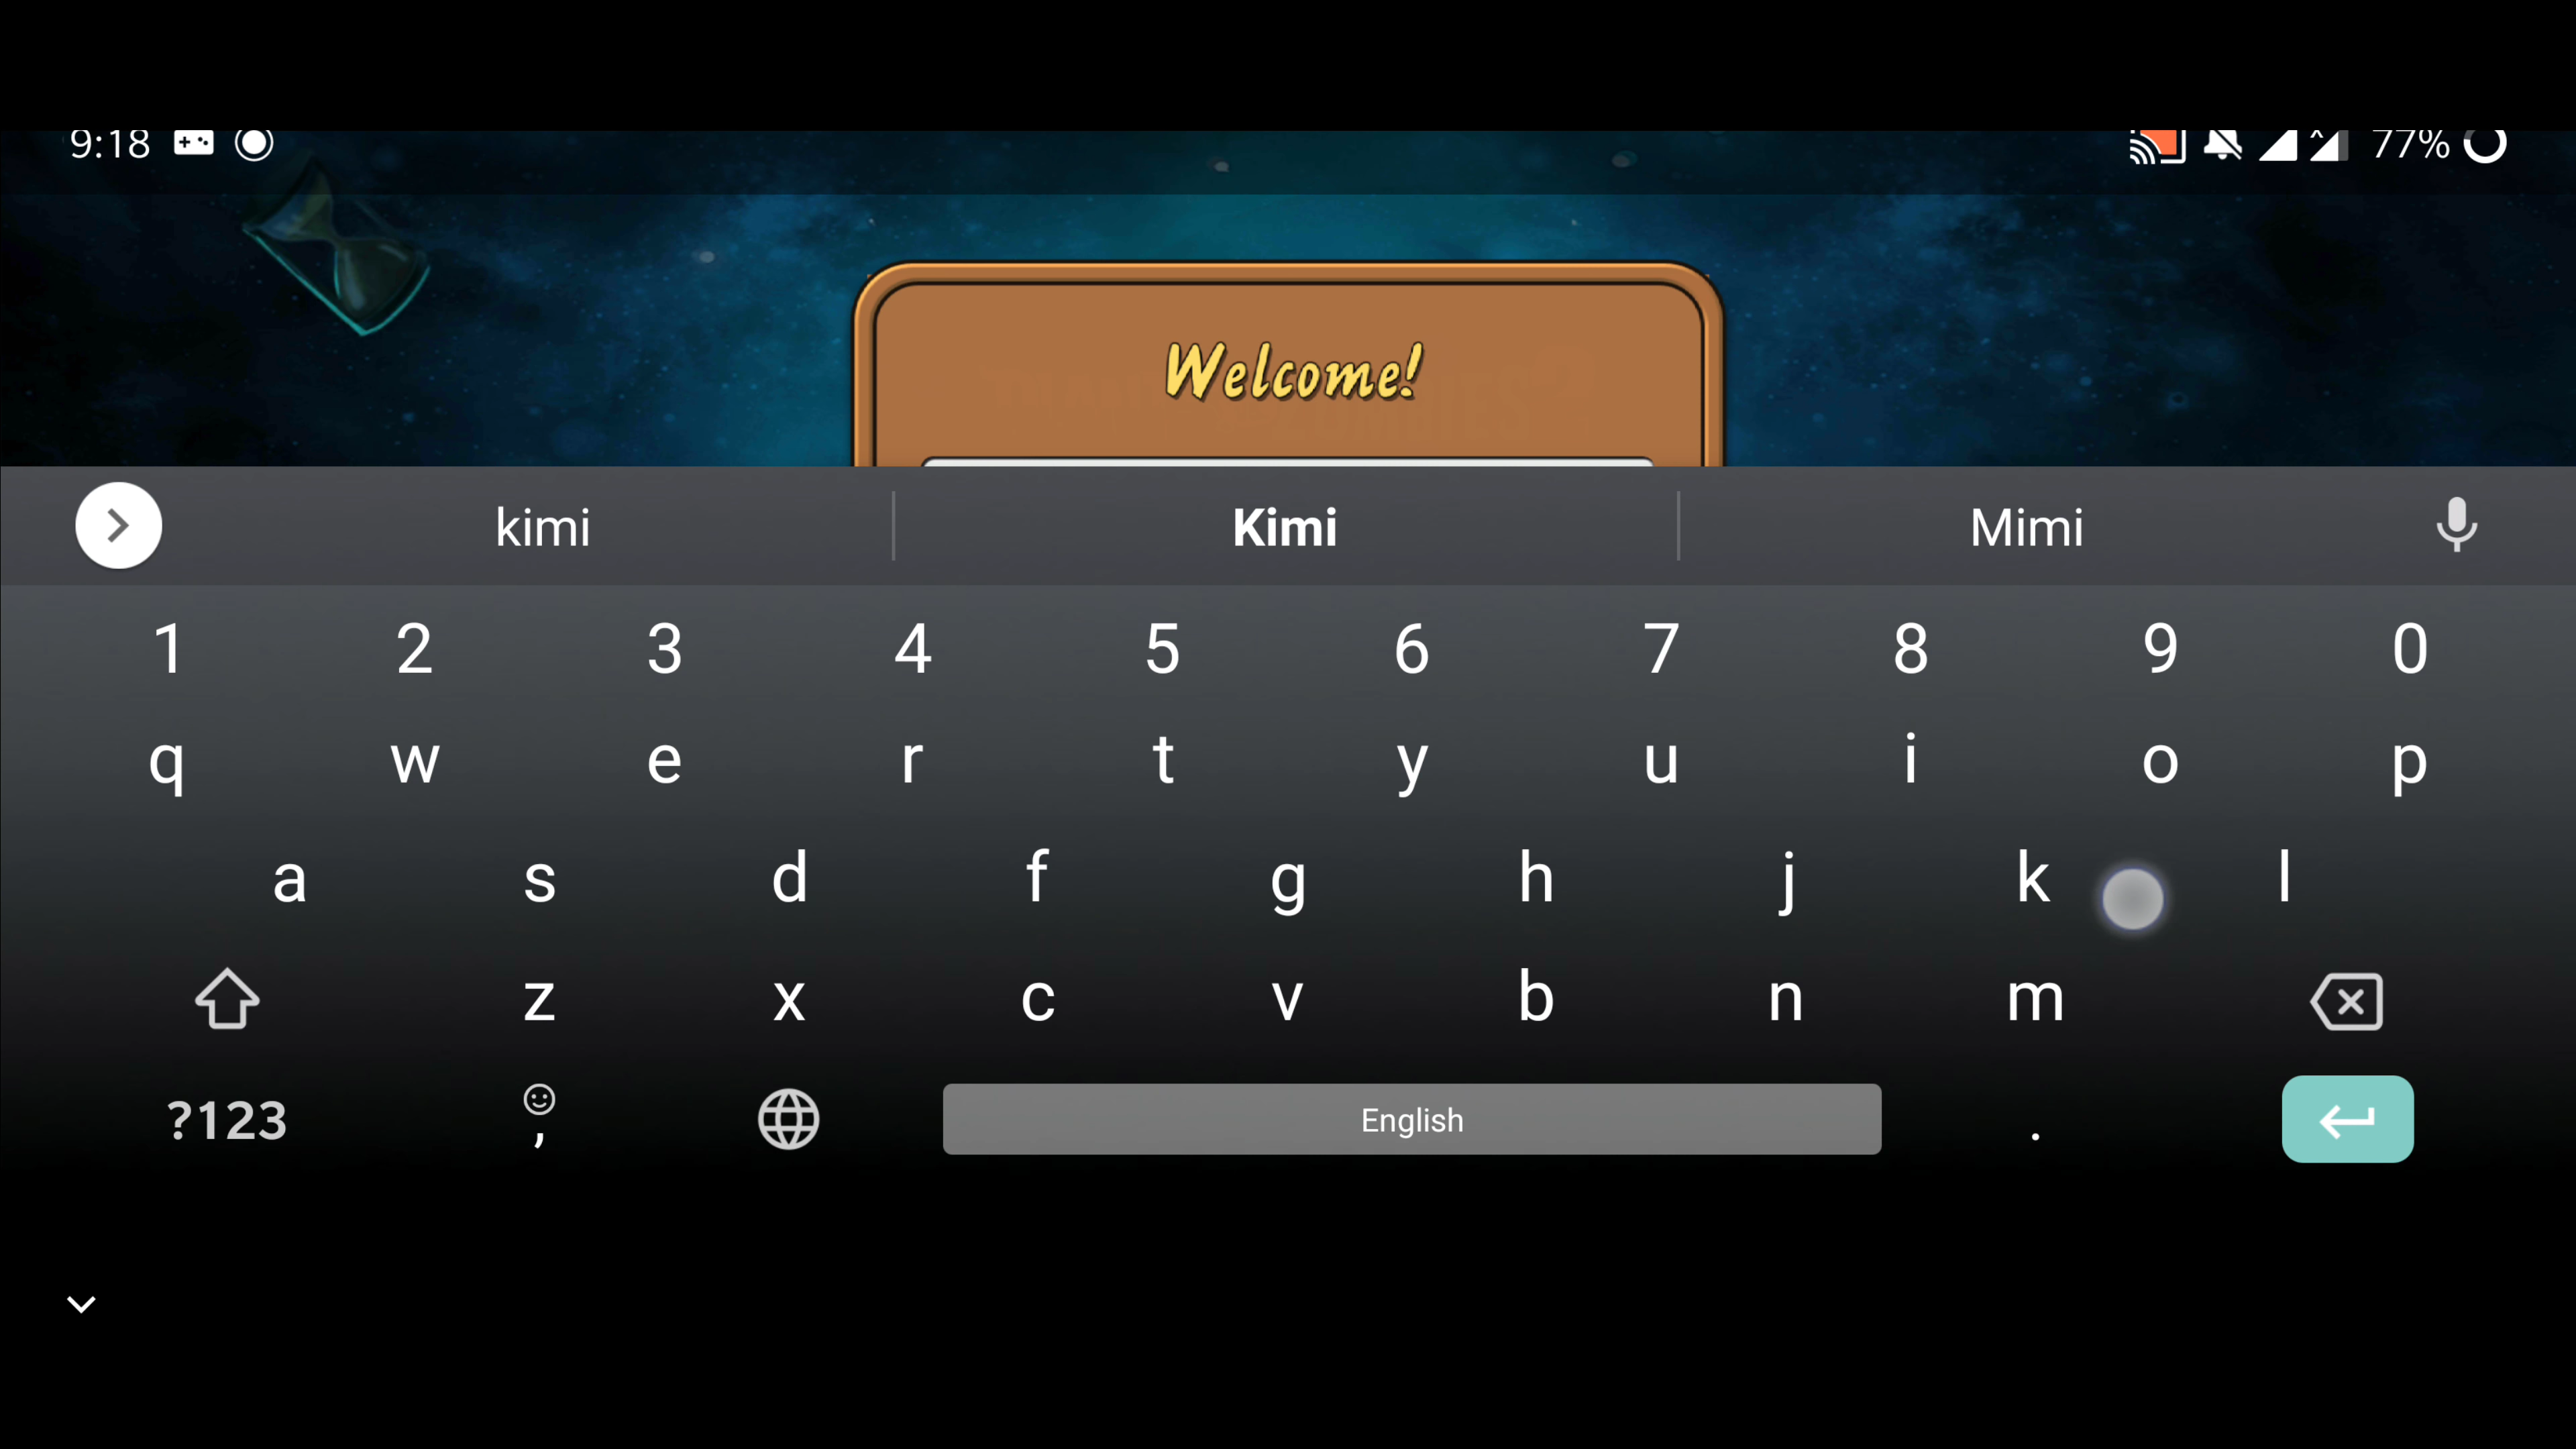 9:18 77%
Welcome!
kimi Kimi Mimi
1 2 3 4 5 6 7 8 9 0
q w e r t y u i o p
a s d f g h j k l
z x c v b n m
?123 , English .